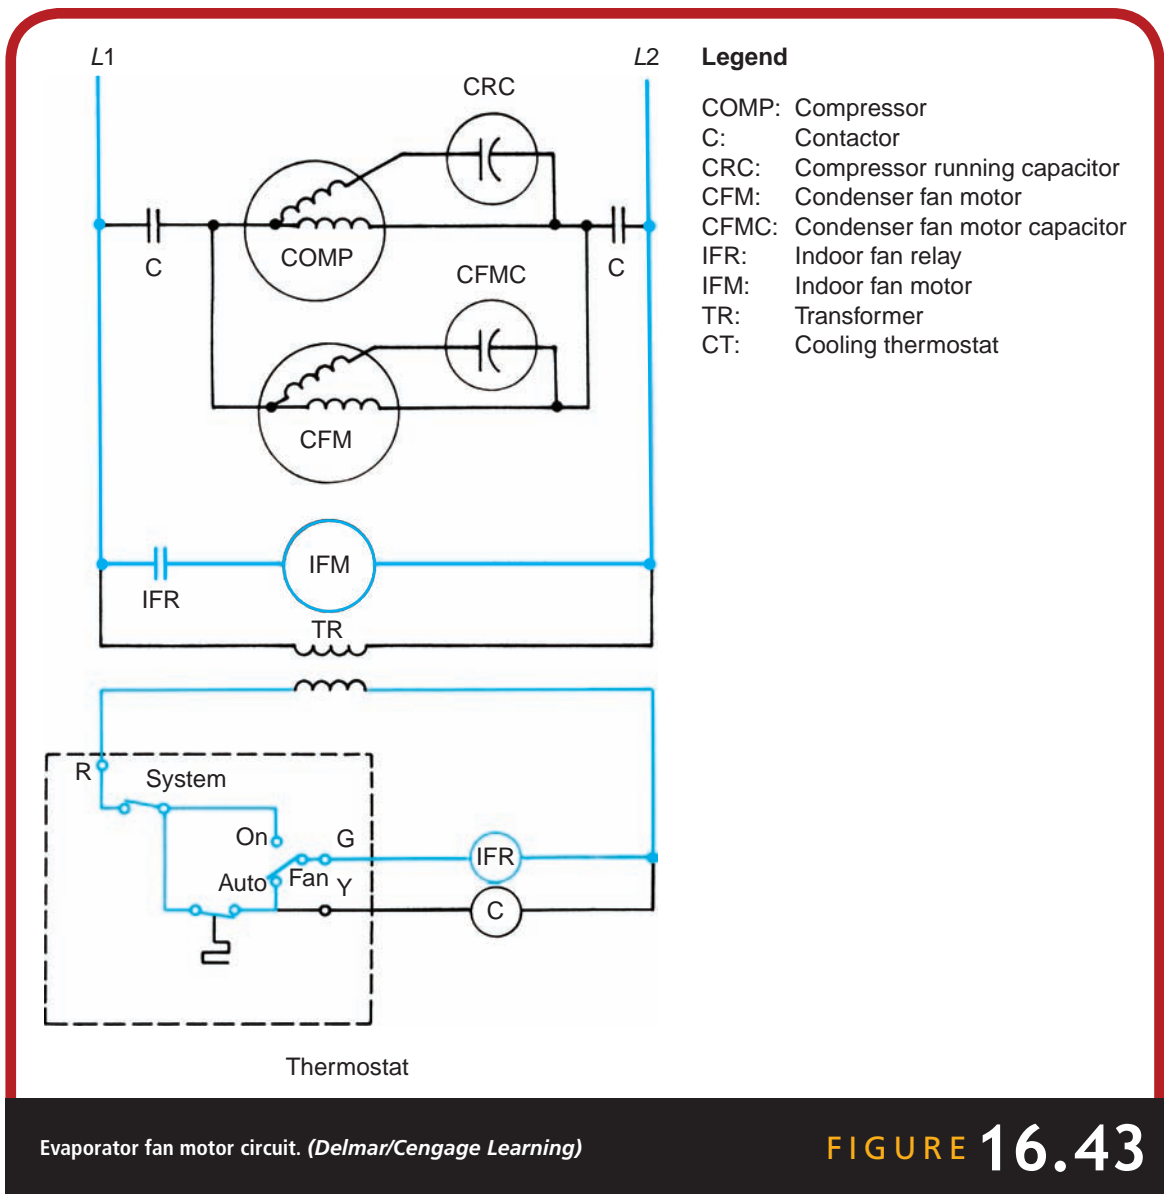 L1
L2
CRC
C
COMP
C
CFMC
CFM
IFM
IFR
TR
Legend
COMP: Compressor
C: Contactor
CRC: Compressor running capacitor
CFM: Condenser fan motor
CFMC: Condenser fan motor capacitor
IFR: Indoor fan relay
IFM: Indoor fan motor
TR: Transformer
CT: Cooling thermostat
R
System
On
G
IFR
Auto
Fan
Y
C
Thermostat
Evaporator fan motor circuit. (Delmar/Cengage Learning)
FIGURE 16.43